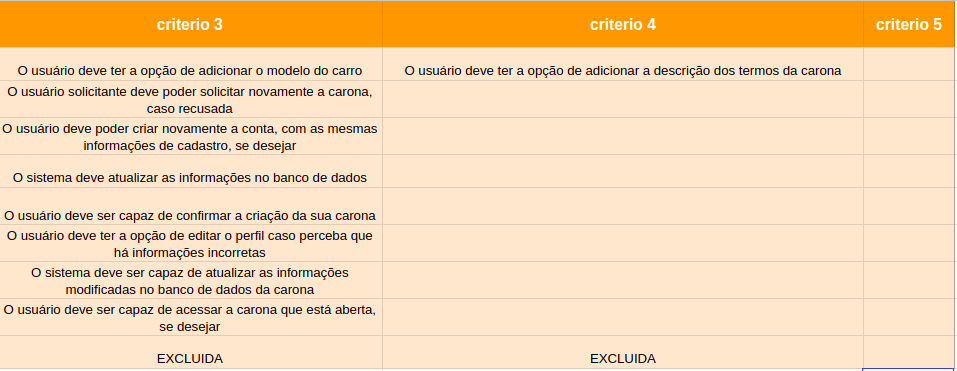 criterio 3
criterio 4
criterio 5
O usuário deve ter a opção de adicionar o modelo do carro
O usuário deve ter a opção de adicionar a descrição dos termos da carona
O usuário solicitante deve poder solicitar novamente a carona,
caso recusada
O usuário deve poder criar novamente a conta, com as mesmas
informações de cadastro, se desejar
O sistema deve atualizar as informações no banco de dados
O usuário deve ser capaz de confirmar a criação da sua carona
O usuário deve ter a opção de editar o perfil caso perceba que
há informações incorretas
O sistema deve ser capaz de atualizar as informações
modificadas no banco de dados da carona
O usuário deve ser capaz de acessar a carona que está aberta,
se desejar
EXCLUIDA
EXCLUIDA